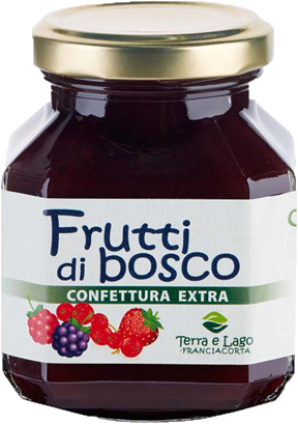 Frutti
di bosco
CONFETTURA EXTRA
Terra e Lago
FRANCIACORTA